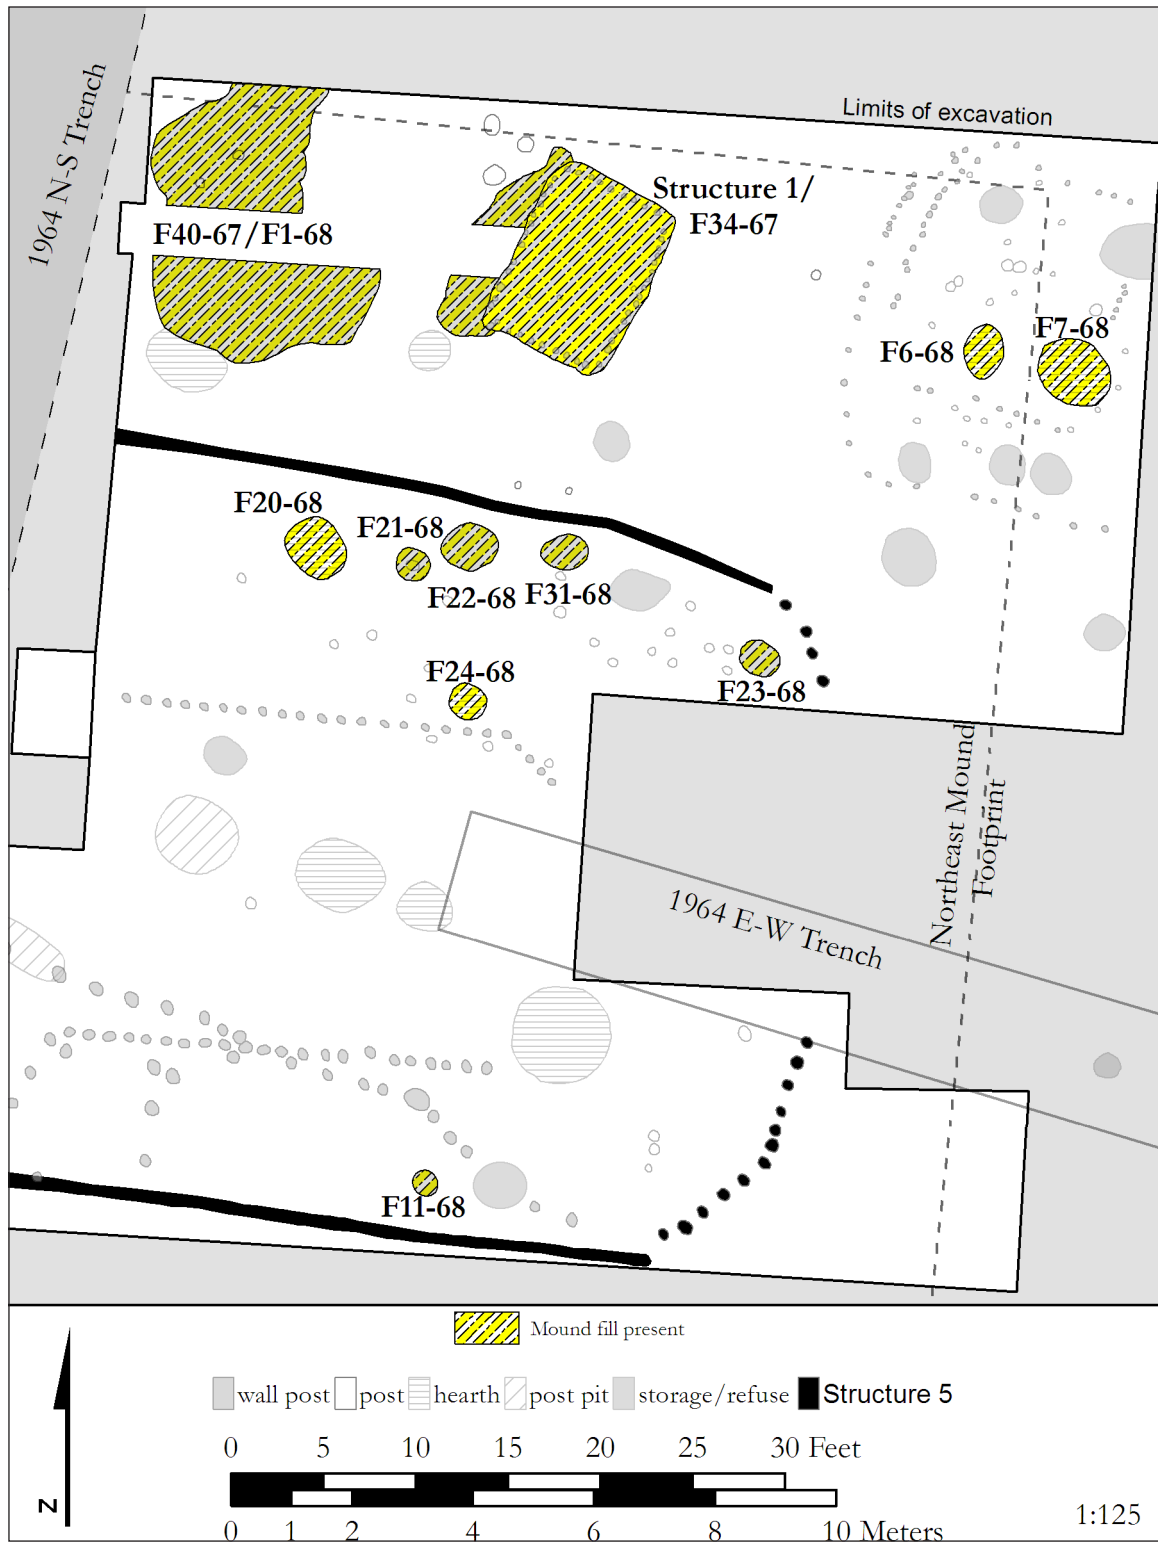 Limits of excavation
1964 N-S Trench
Structure 1/
F34-67
F40-67/F1-68
F7-68
F6-68
F20-68
F21-68
F22-68
F31-68
F24-68
F23-68
Northeast Mound
Footprint
1964 E-W Trench
F11-68
Mound fill present
wall post
post
hearth
post pit
storage/refuse
Structure 5
0 5 10 15 20 25 30 Feet
0 1 2 4 6 8 10 Meters
1:125
N